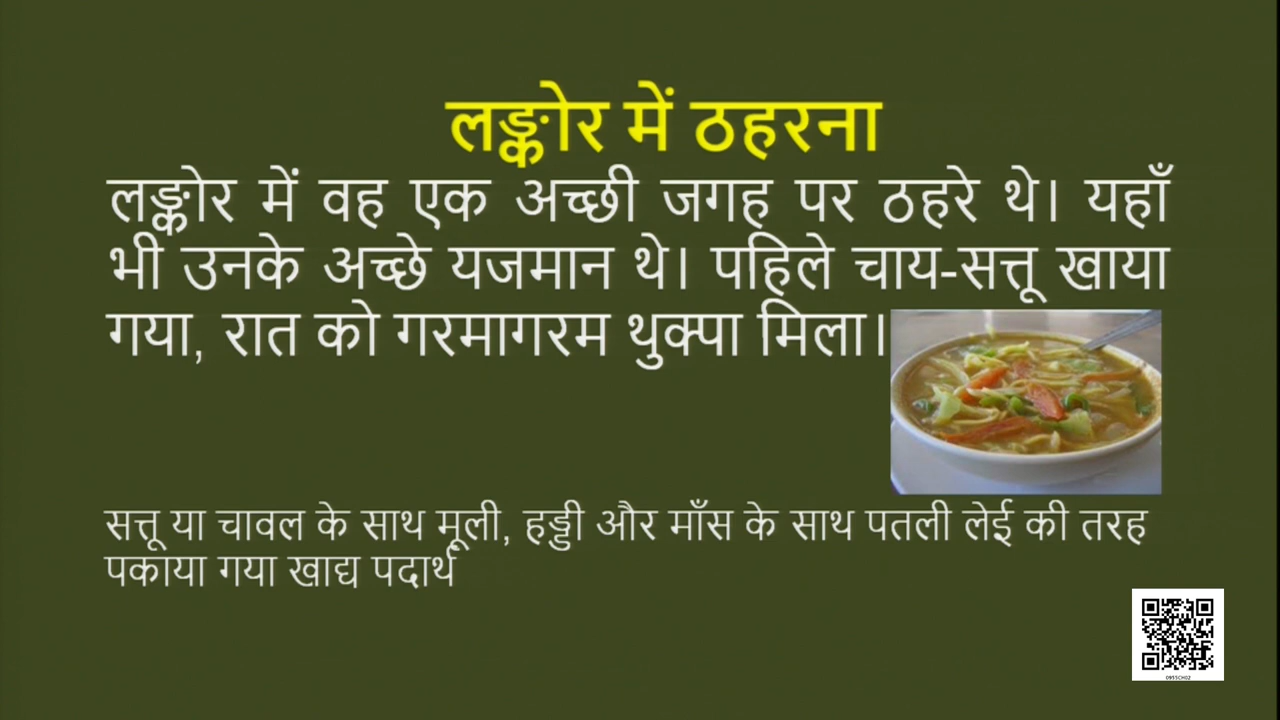 लङ्कोर में ठहरना
लङ्कोर में वह एक अच्छी जगह पर ठहरे थे। यहाँ
भी उनके अच्छे यजमान थे। पहिले चाय-सत्तू खाया
गया, रात को गरमागरम थुक्पा मिला।
सत्तू या चावल के साथ मूली, हड्डी और माँस के साथ पतली लेई की तरह
पकाया गया खाद्य पदार्थ
0955CH02